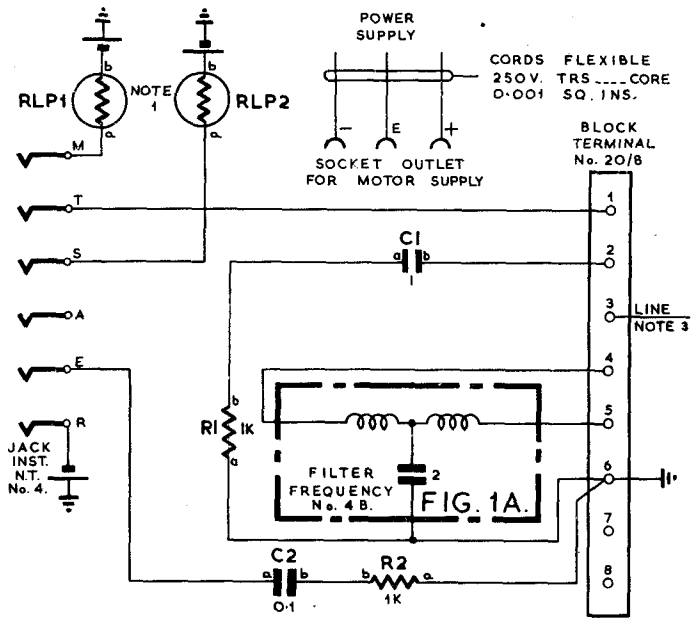 POWER
SUPPLY
CORDS FLEXIBLE
250V. TRS ____ CORE
0·001 SQ. INS.
b
b
RLP1
NOTE
1
RLP2
a
a
- E +
SOCKET OUTLET
FOR MOTOR SUPPLY
BLOCK
TERMINAL
No. 20/8
M
T
1
S
C1
a b
1
2
A
3
LINE
NOTE 3
E
4
R
b
R1 1K
a
5
JACK
INST.
N.T.
No. 4.
FILTER
FREQUENCY
No. 4 B.
2
FIG. 1A.
6
7
C2
a b
0·1
R2
b a
1K
8